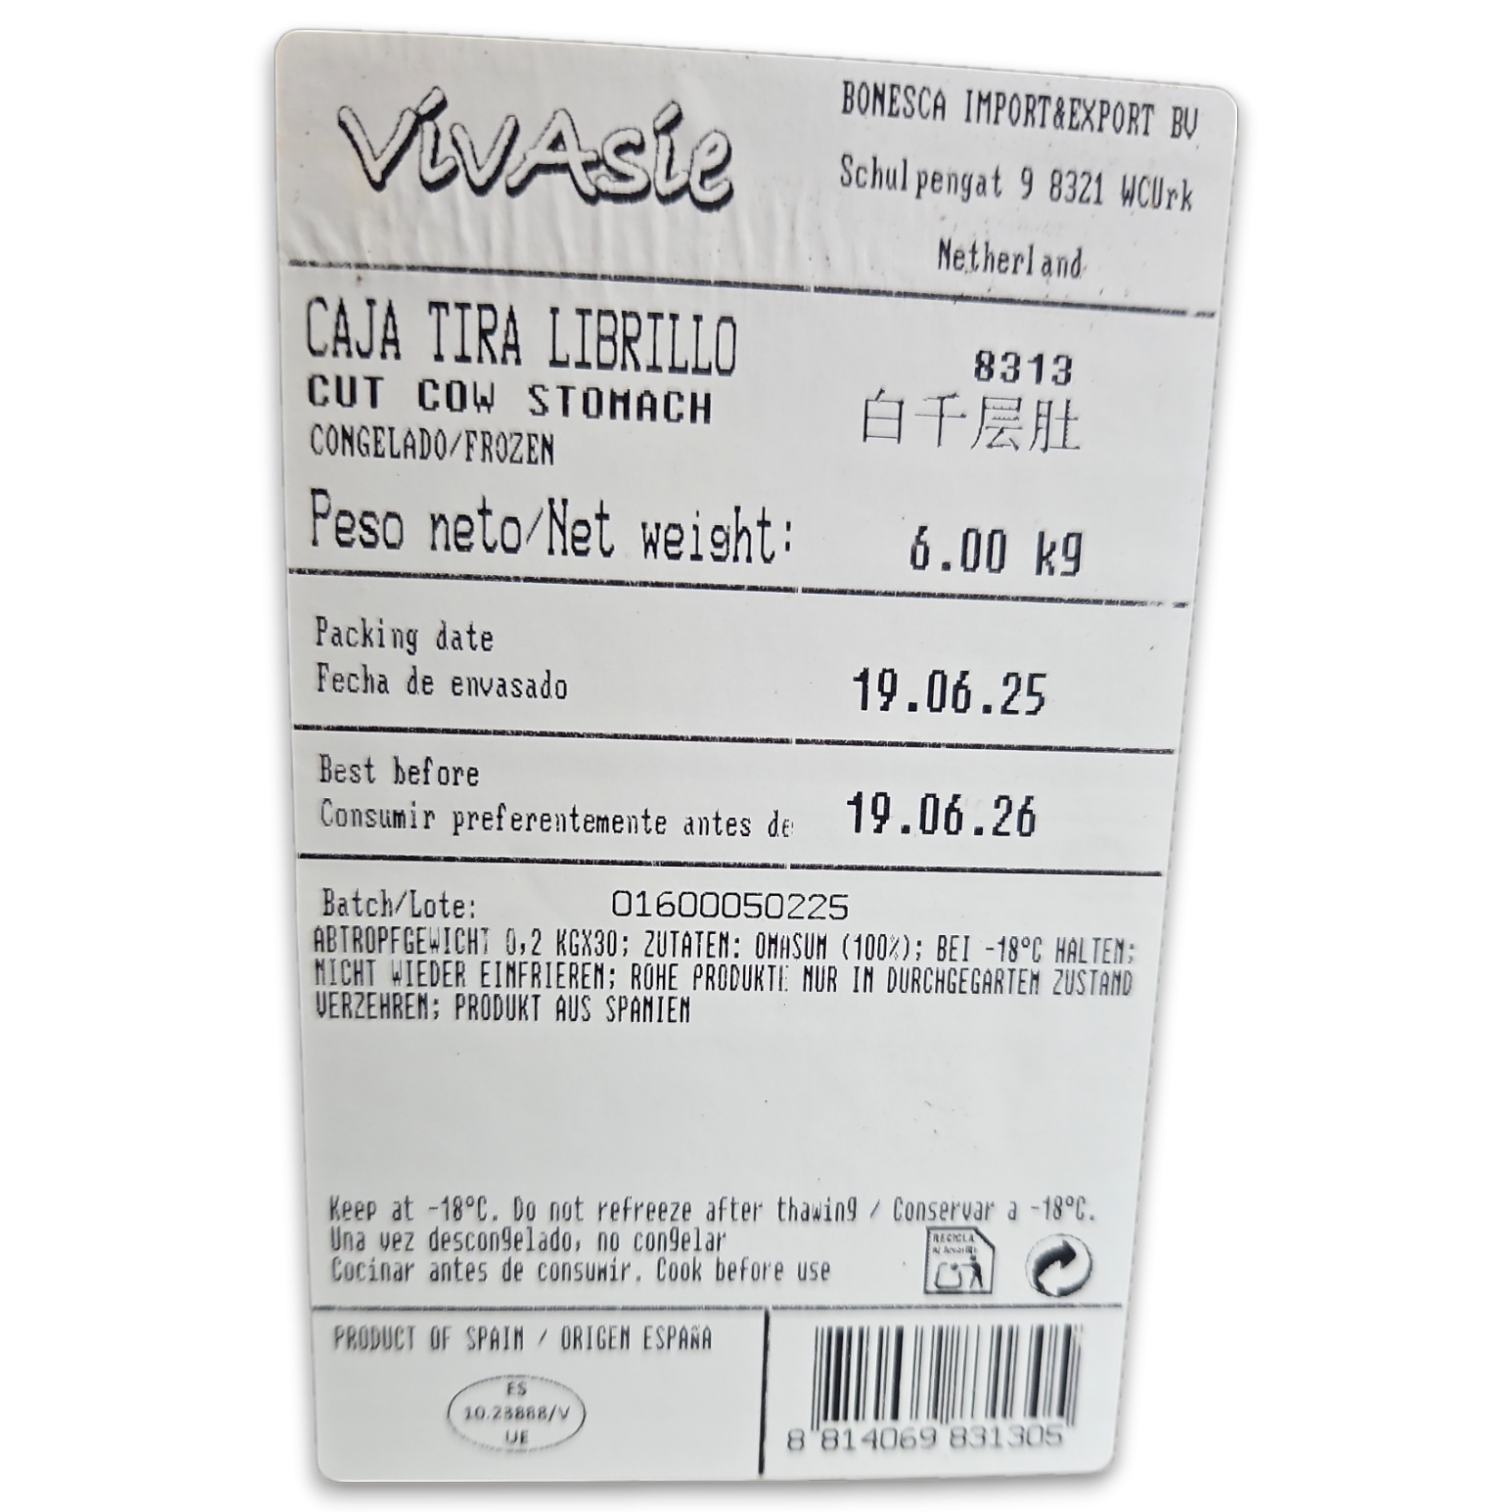 VivAsie
BONESCA IMPORT&EXPORT BV
Schulpengat 9 8321 WCUrk
Netherland
CAJA TIRA LIBRILLO
CUT COW STOMACH
CONGELADO/FROZEN
8313
白千层肚
Peso neto/Net weight: 6.00 kg
Packing date
Fecha de envasado
19.06.25
Best before
Consumir preferentemente antes de
19.06.26
Batch/Lote: 01600050225
ABTROPFGEWICHT 0,2 KGX30; ZUTATEN: OMASUM (100%); BEI -18°C HALTEN;
NICHT WIEDER EINFRIEREN; ROHE PRODUKTE NUR IN DURCHGEGARTEM ZUSTAND
VERZEHREN; PRODUKT AUS SPANIEN
Keep at -18°C. Do not refreeze after thawing / Conservar a -18°C.
Una vez descongelado, no congelar
Cocinar antes de consumir. Cook before use
RECICLA
PRODUCT OF SPAIN / ORIGEN ESPAÑA
ES
10.23868/V
UE
8 814069 831305